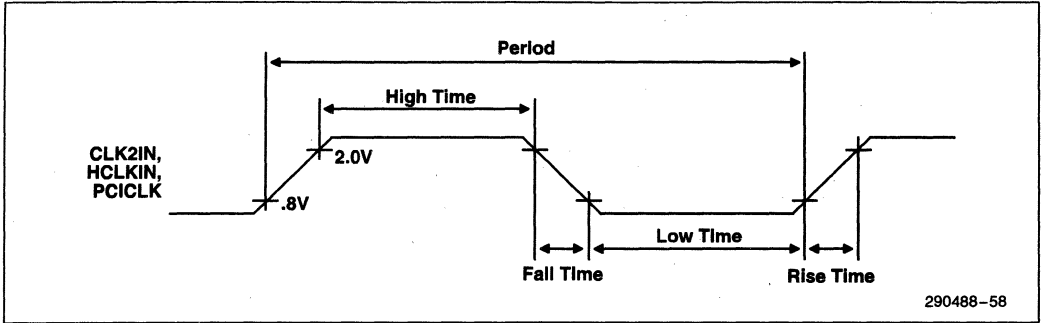 Period
High Time
CLK2IN,
HCLKIN,
PCICLK
2.0V
.8V
Low Time
Fall Time
Rise Time
290488–58